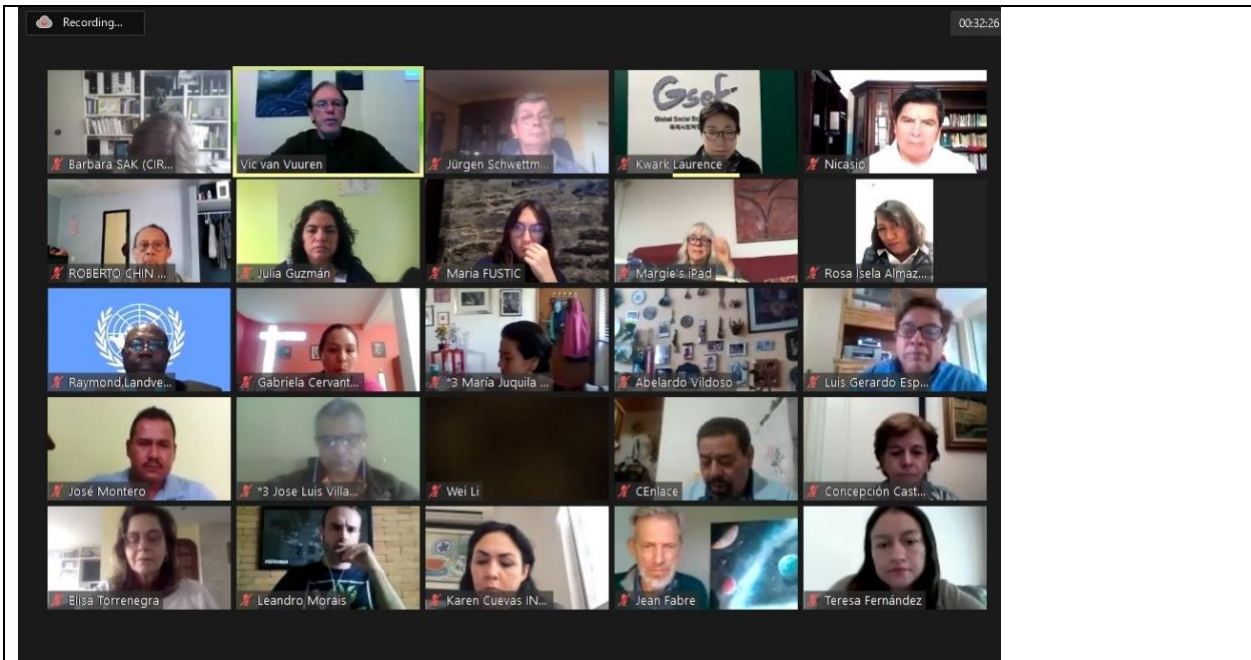 Recording...
00:32:26
Barbara SAK (CIR...
Vic van Vuuren
Jürgen Schwettm...
Gsef
Global Social
Kwark Laurence
Nicasio
ROBERTO CHIN ...
Julia Guzmán
Maria FUSTIC
Margie's iPad
Rosa Isela Almaz...
Raymond,Landve...
Gabriela Cervant...
*3 María Juquila ...
Abelardo Vildoso
Luis Gerardo Esp...
José Montero
*3 Jose Luis Villa...
Wei Li
CEnlace
Concepción Cast...
Elisa Torrenegra
Leandro Morais
Karen Cuevas IN...
Jean Fabre
Teresa Fernández